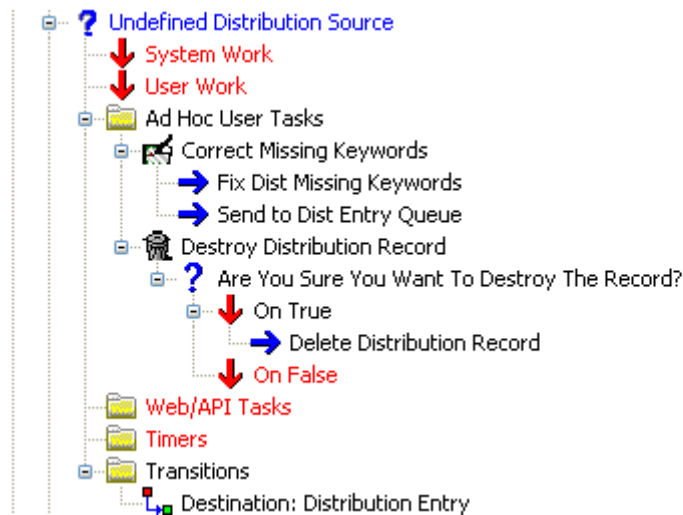 Undefined Distribution Source
System Work
User Work
Ad Hoc User Tasks
Correct Missing Keywords
Fix Dist Missing Keywords
Send to Dist Entry Queue
Destroy Distribution Record
? Are You Sure You Want To Destroy The Record?
On True
Delete Distribution Record
On False
Web/API Tasks
Timers
Transitions
Destination: Distribution Entry